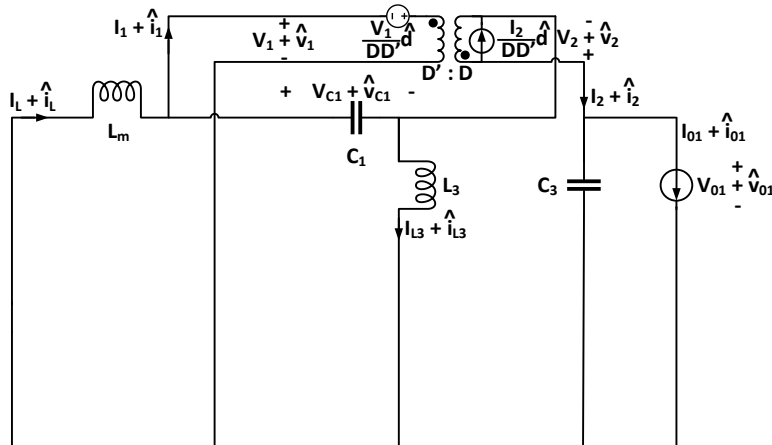 I₁ + î₁
+
V₁ + v̂₁
-
- +
V₁/DD' d̂
D' : D
I₂/DD' d̂
-
V₂ + v̂₂
+
I_L + î_L
L_m
+ V_C1 + v̂_C1 -
C₁
I₂ + î₂
I₀₁ + î₀₁
L₃
C₃
+
V₀₁ + v̂₀₁
-
I_L3 + î_L3